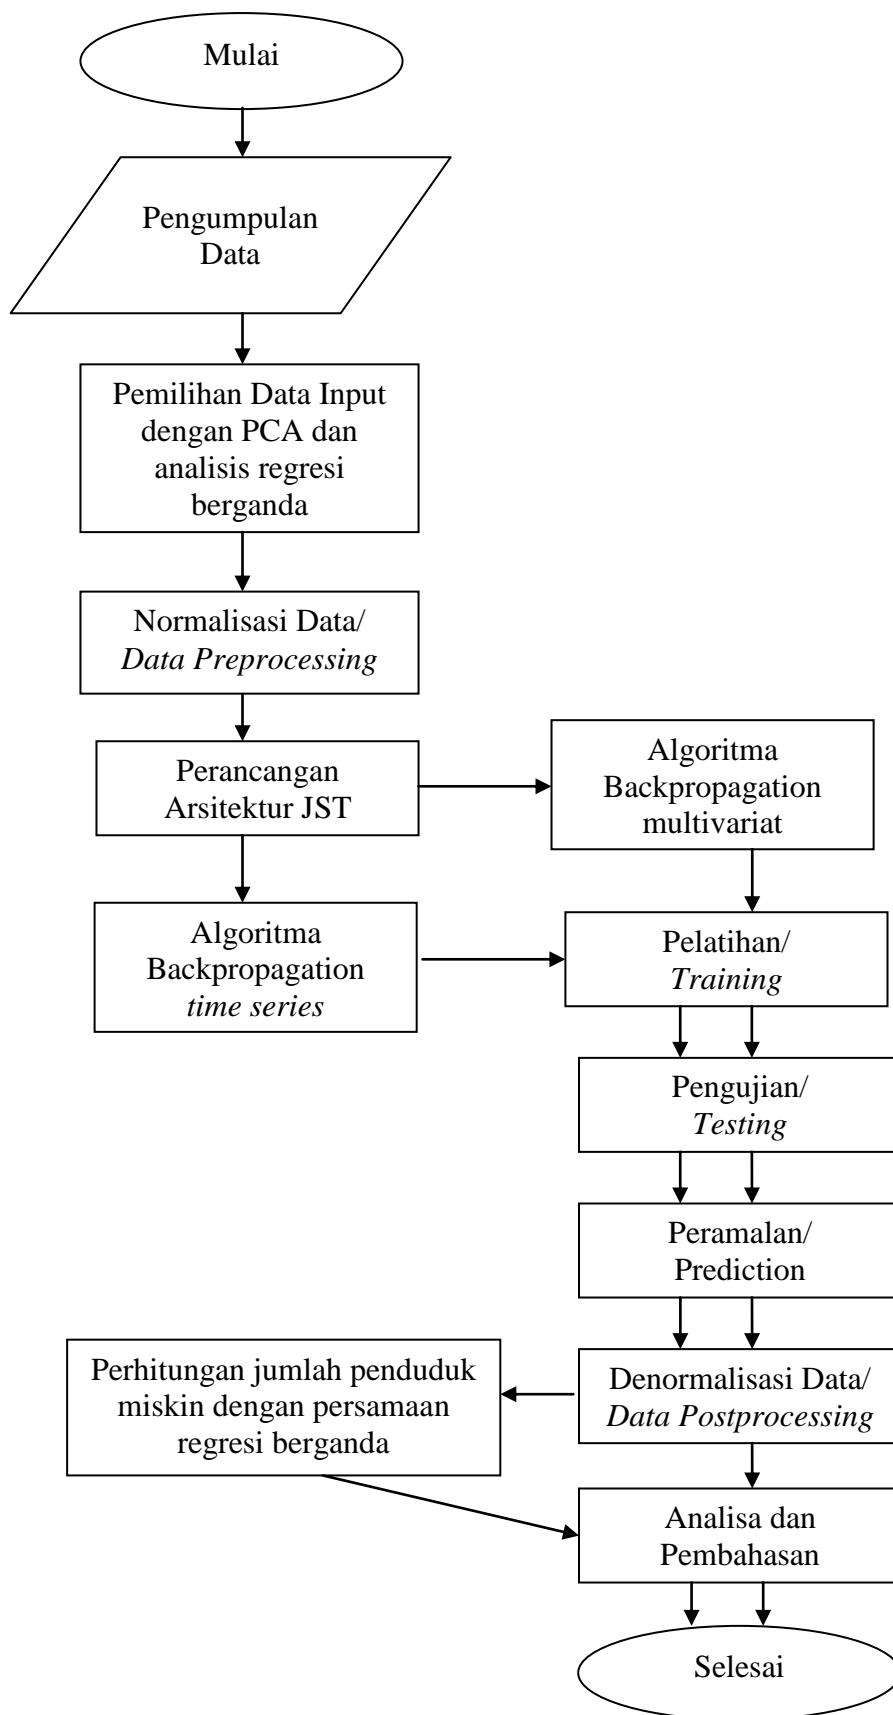 Mulai
Pengumpulan
Data
Pemilihan Data Input
dengan PCA dan
analisis regresi
berganda
Normalisasi Data/
Data Preprocessing
Perancangan
Arsitektur JST
Algoritma
Backpropagation
multivariat
Algoritma
Backpropagation
time series
Pelatihan/
Training
Pengujian/
Testing
Peramalan/
Prediction
Denormalisasi Data/
Data Postprocessing
Perhitungan jumlah penduduk
miskin dengan persamaan
regresi berganda
Analisa dan
Pembahasan
Selesai